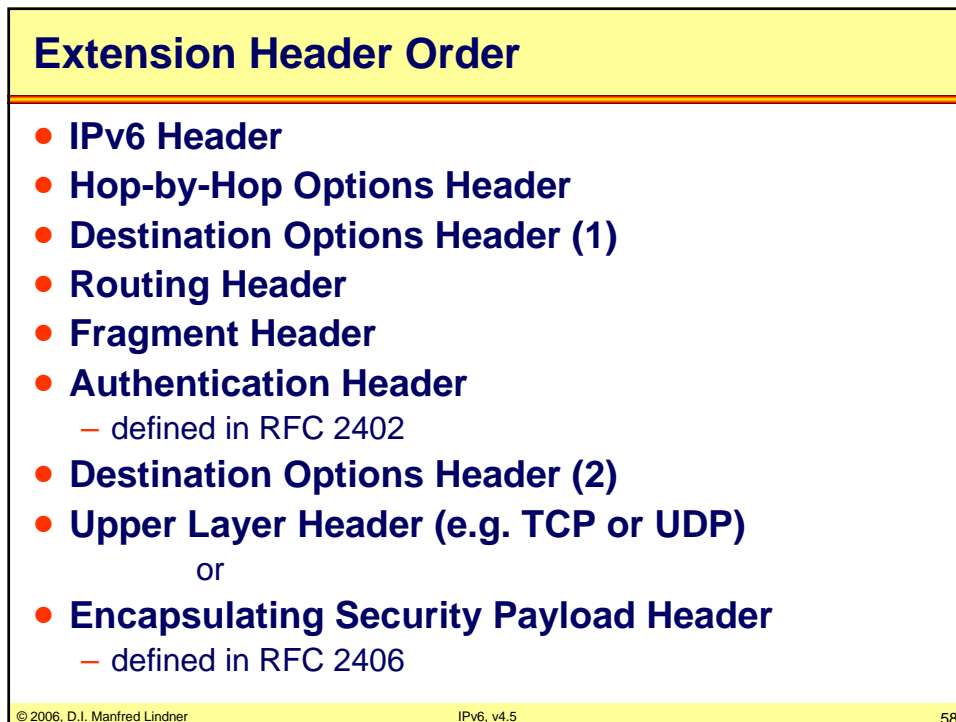 Extension Header Order
• IPv6 Header
• Hop-by-Hop Options Header
• Destination Options Header (1)
• Routing Header
• Fragment Header
• Authentication Header
– defined in RFC 2402
• Destination Options Header (2)
• Upper Layer Header (e.g. TCP or UDP)
or
• Encapsulating Security Payload Header
– defined in RFC 2406
© 2006, D.I. Manfred Lindner IPv6, v4.5 58